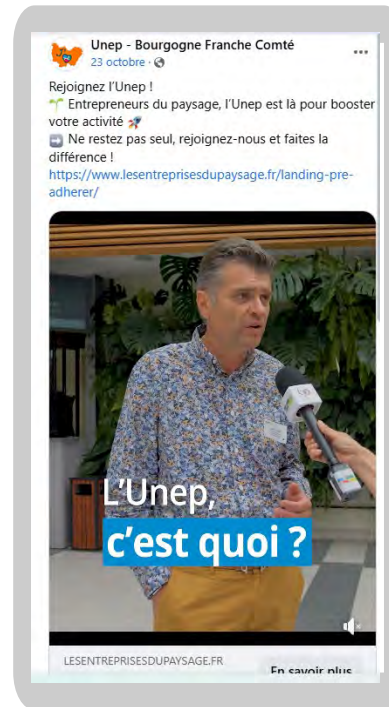 Unep - Bourgogne Franche Comté
23 octobre ·
Rejoignez l'Unep !
🌱 Entrepreneurs du paysage, l'Unep est là pour booster
votre activité 🚀
➡️ Ne restez pas seul, rejoignez-nous et faites la
différence !
https://www.lesentreprisesdupaysage.fr/landing-pre-
adherer/
L'Unep,
c'est quoi ?
LESENTREPRISESDUPAYSAGE.FR
En savoir plus